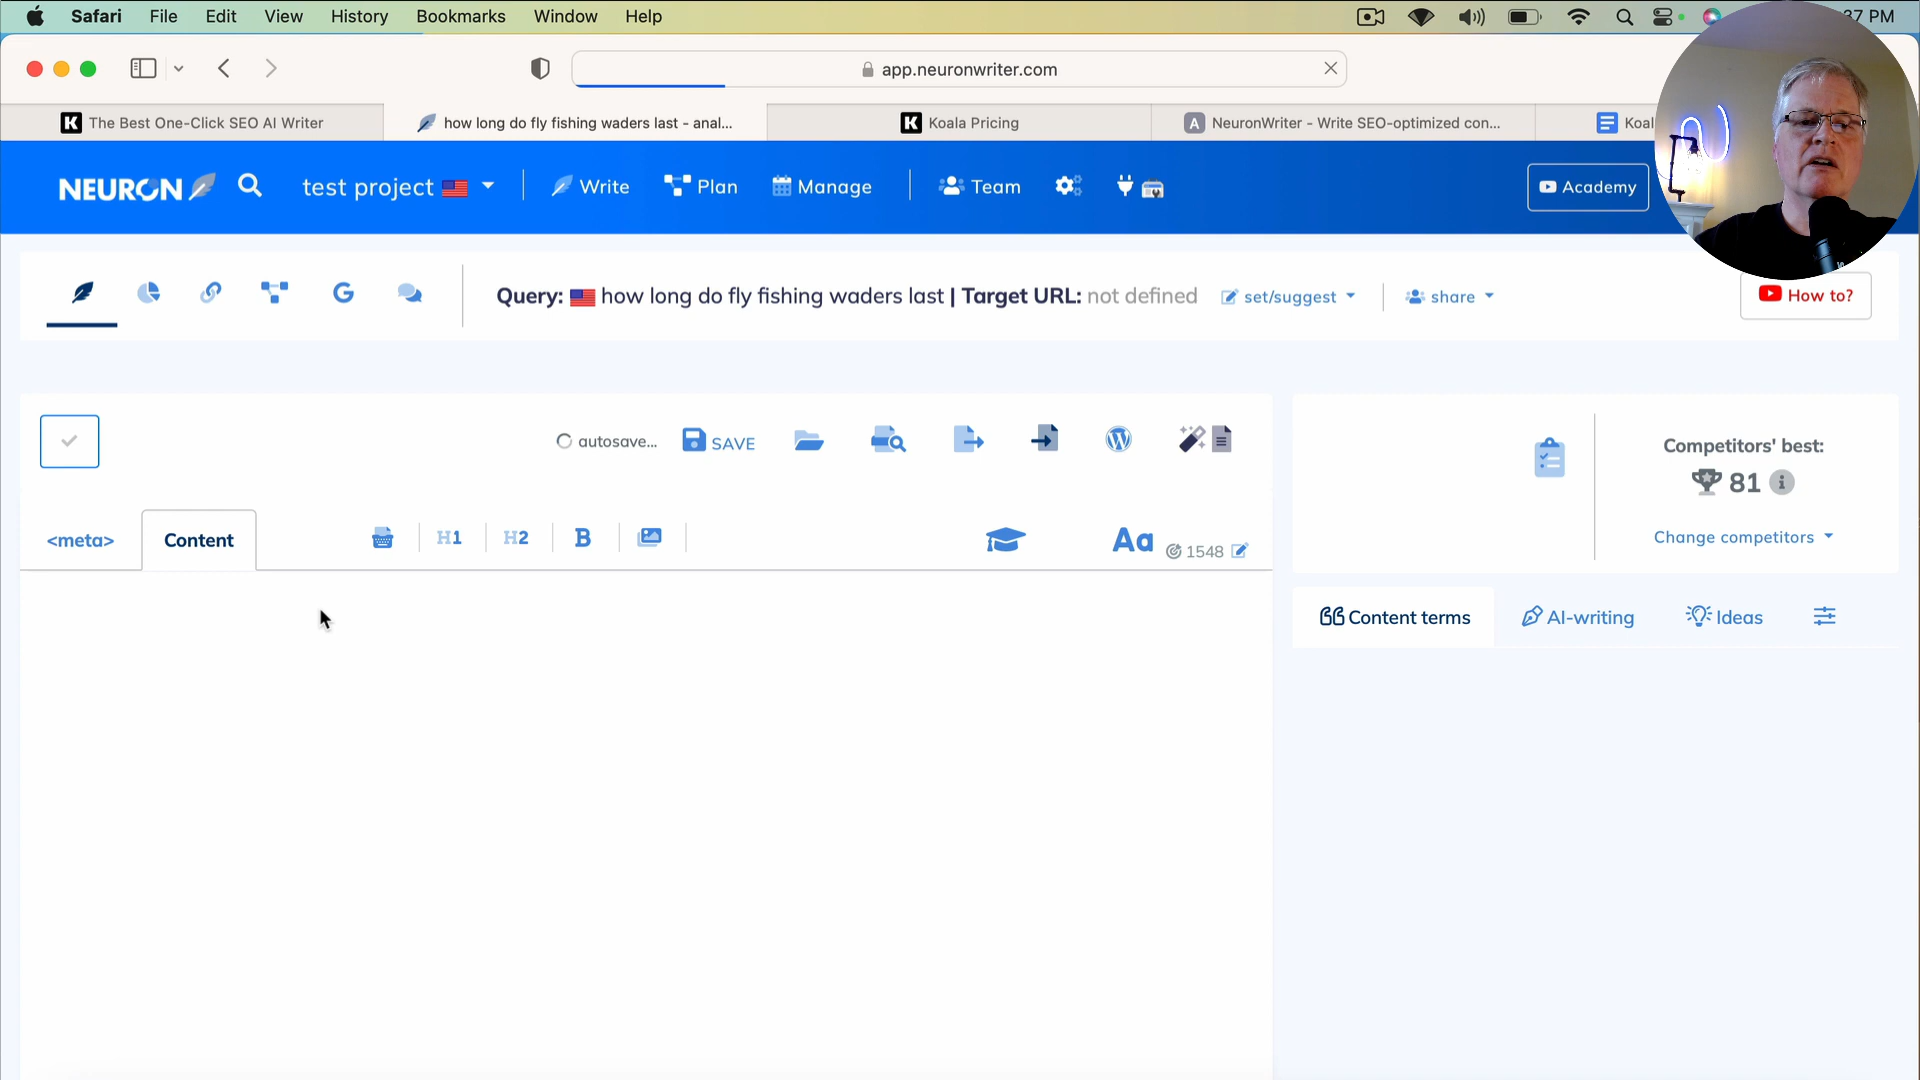 Safari File Edit View History Bookmarks Window Help 37 PM
app.neuronwriter.com
K The Best One-Click SEO AI Writer
how long do fly fishing waders last - anal...
K Koala Pricing
A NeuronWriter - Write SEO-optimized con...
Koal
NEURON test project Write Plan Manage Team Academy
Query: how long do fly fishing waders last | Target URL: not defined set/suggest share How to?
autosave... SAVE
Competitors' best:
81
Change competitors
<meta> Content H1 H2 B Aa 1548
Content terms AI-writing Ideas